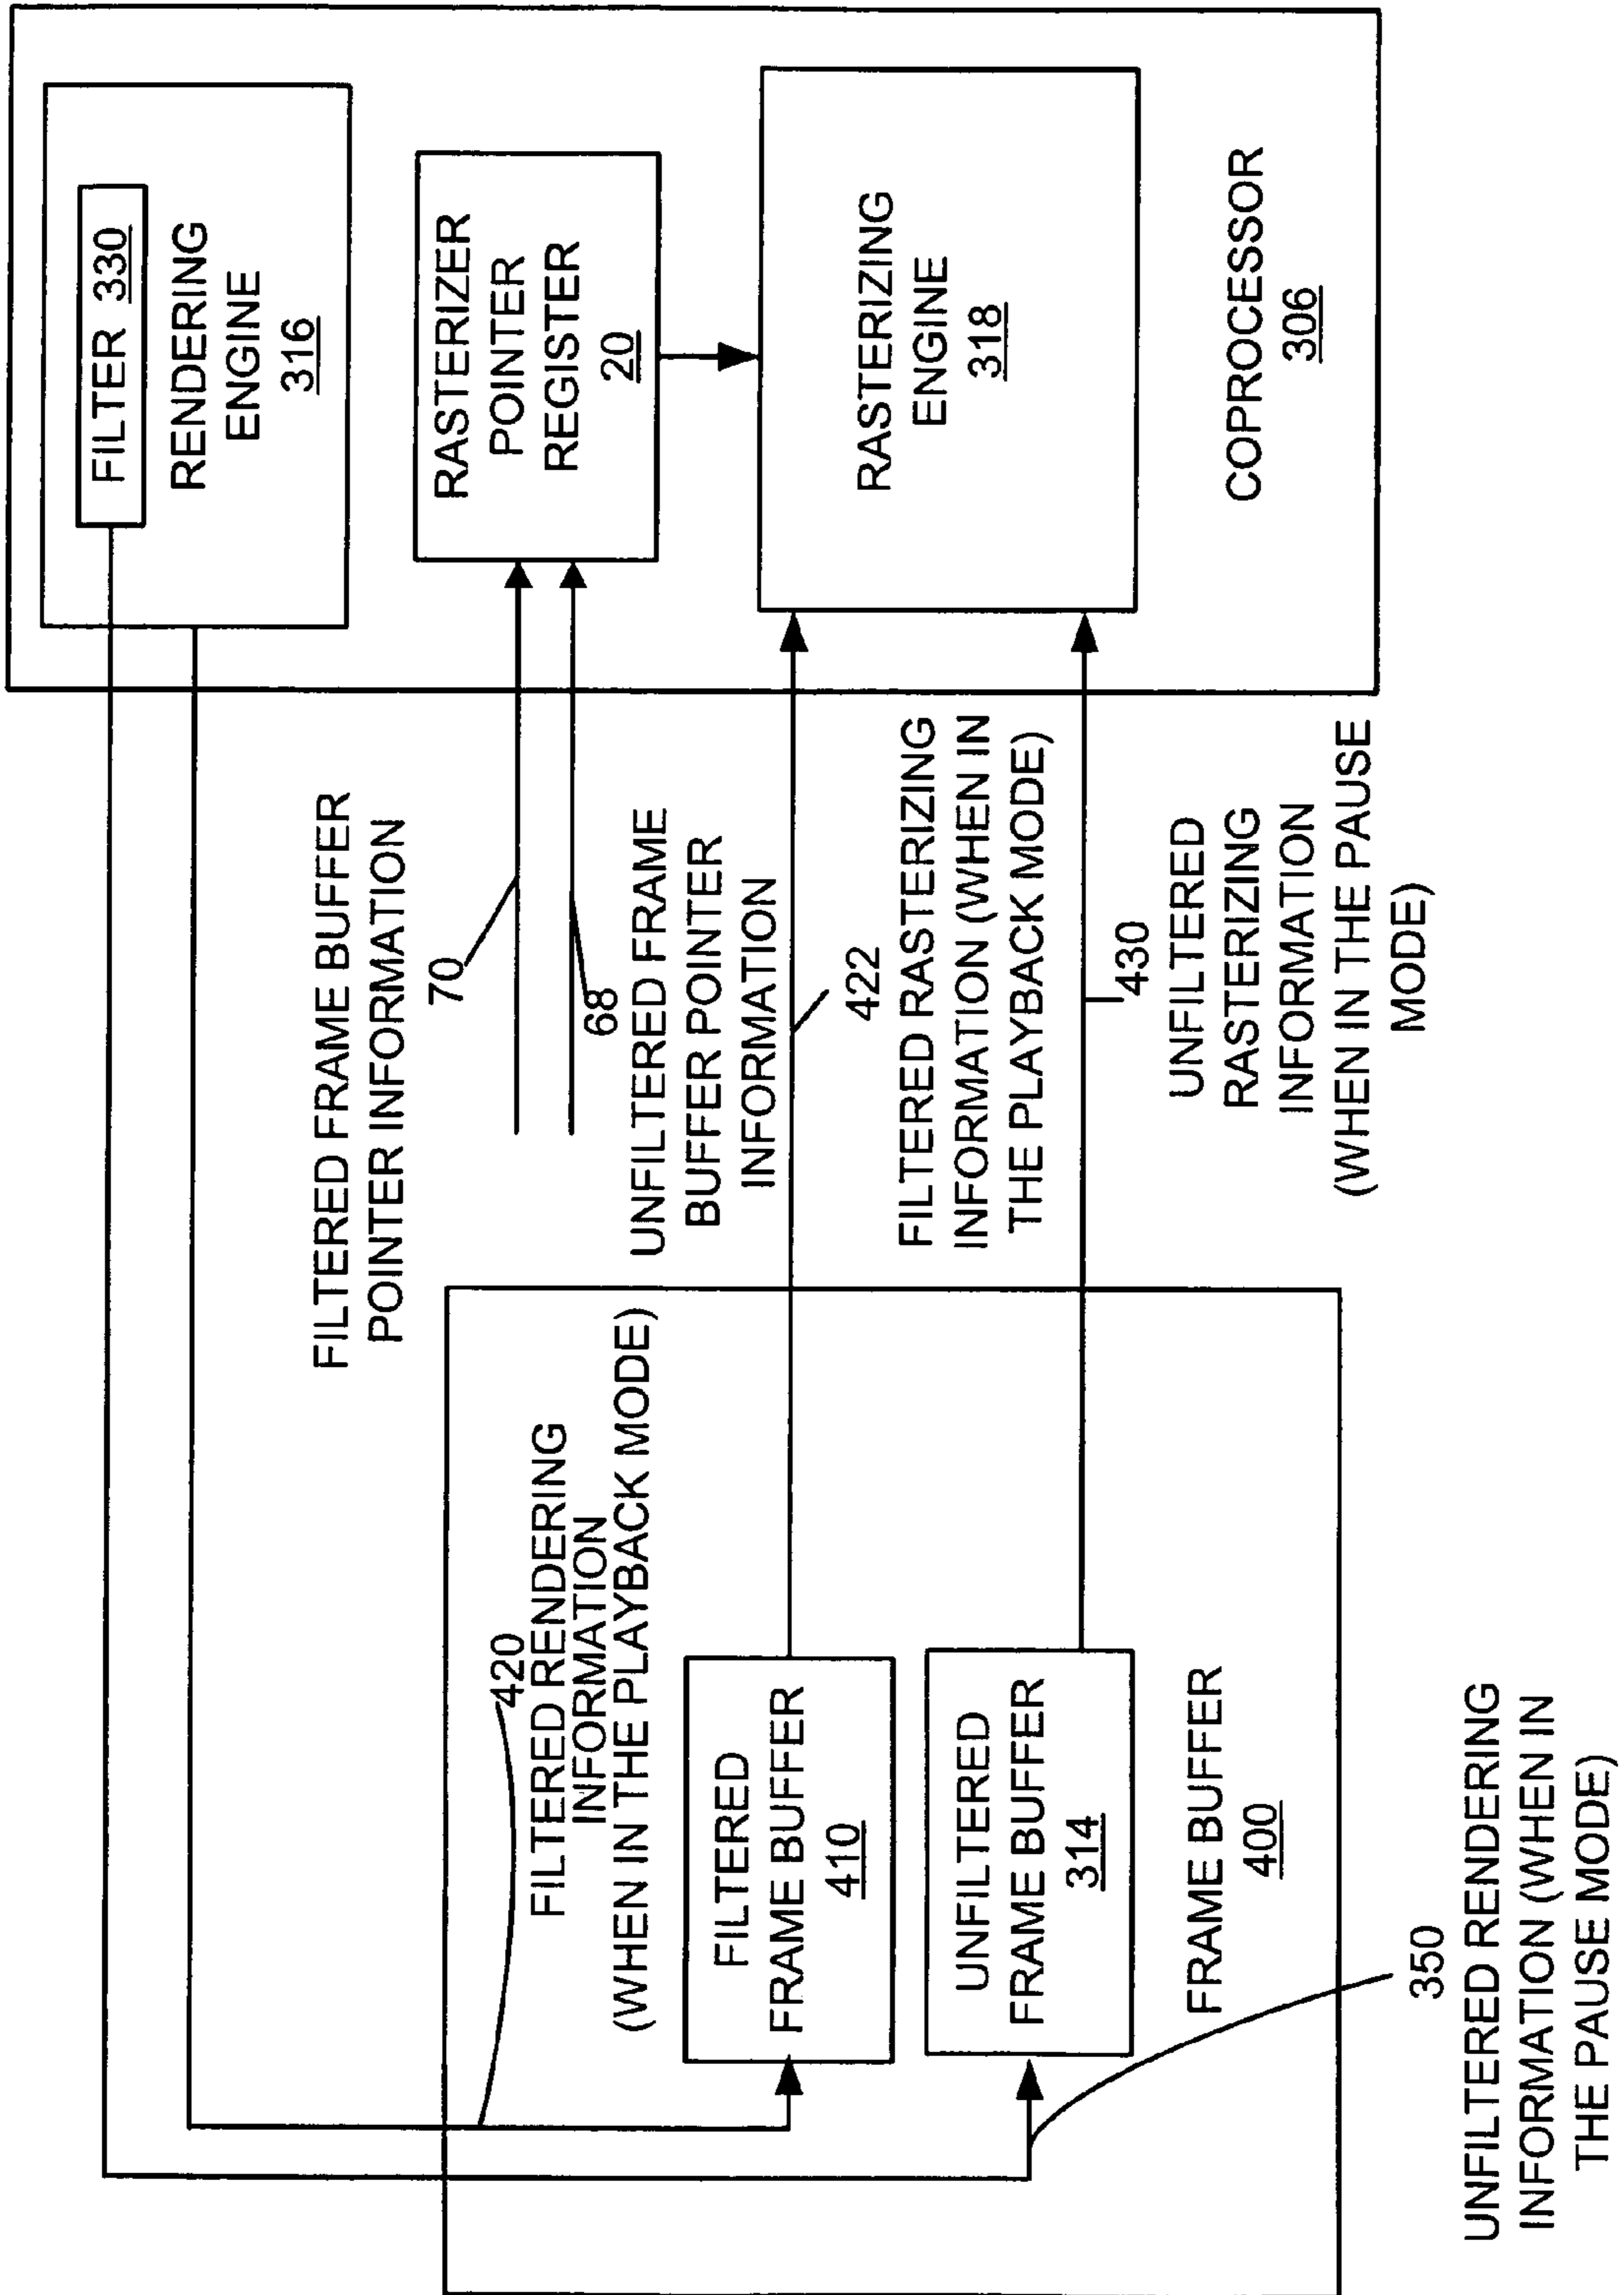 FILTER 330
RENDERING
ENGINE
316
RASTERIZER
POINTER
REGISTER
20
RASTERIZING
ENGINE
318
COPROCESSOR
306
FILTERED FRAME BUFFER
POINTER INFORMATION
70
68
UNFILTERED FRAME
BUFFER POINTER
INFORMATION
422
FILTERED RASTERIZING
INFORMATION (WHEN IN
THE PLAYBACK MODE)
430
UNFILTERED
RASTERIZING
INFORMATION
(WHEN IN THE PAUSE
MODE)
420
FILTERED RENDERING
INFORMATION
(WHEN IN THE PLAYBACK MODE)
FILTERED
FRAME BUFFER
410
UNFILTERED
FRAME BUFFER
314
FRAME BUFFER
400
350
UNFILTERED RENDERING
INFORMATION (WHEN IN
THE PAUSE MODE)